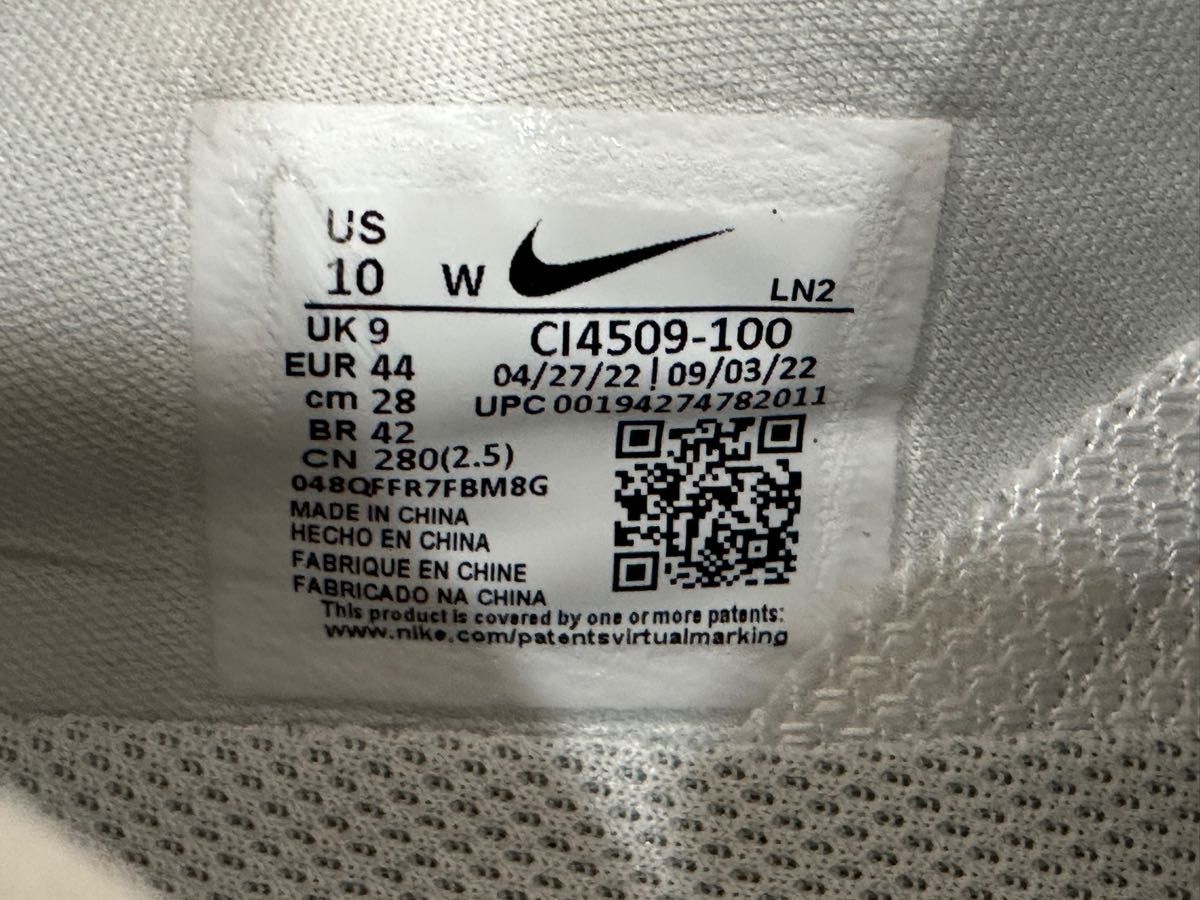 US
10 W LN2
UK 9
EUR 44
cm 28
BR 42
CN 280(2.5)
CI4509-100
04/27/22 | 09/03/22
UPC 00194274782011
048QFFR7FBM8G
MADE IN CHINA
HECHO EN CHINA
FABRIQUE EN CHINE
FABRICADO NA CHINA
This product is covered by one or more patents:
www.nike.com/patentsvirtualmarking